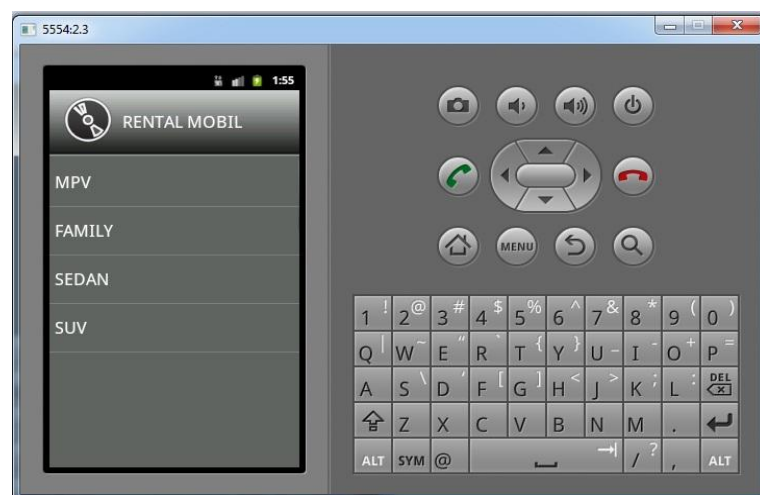 5554:2.3
1:55
RENTAL MOBIL
MPV
FAMILY
SEDAN
SUV
MENU
1 ! 2 @ 3 # 4 $ 5 % 6 ^ 7 & 8 * 9 ( 0 )
Q | W ~ E " R ` T { Y } U - I - O + P =
A S \ D ' F [ G ] H < J > K ; L : DEL
Z X C V B N M .
ALT SYM @ / ? , ALT